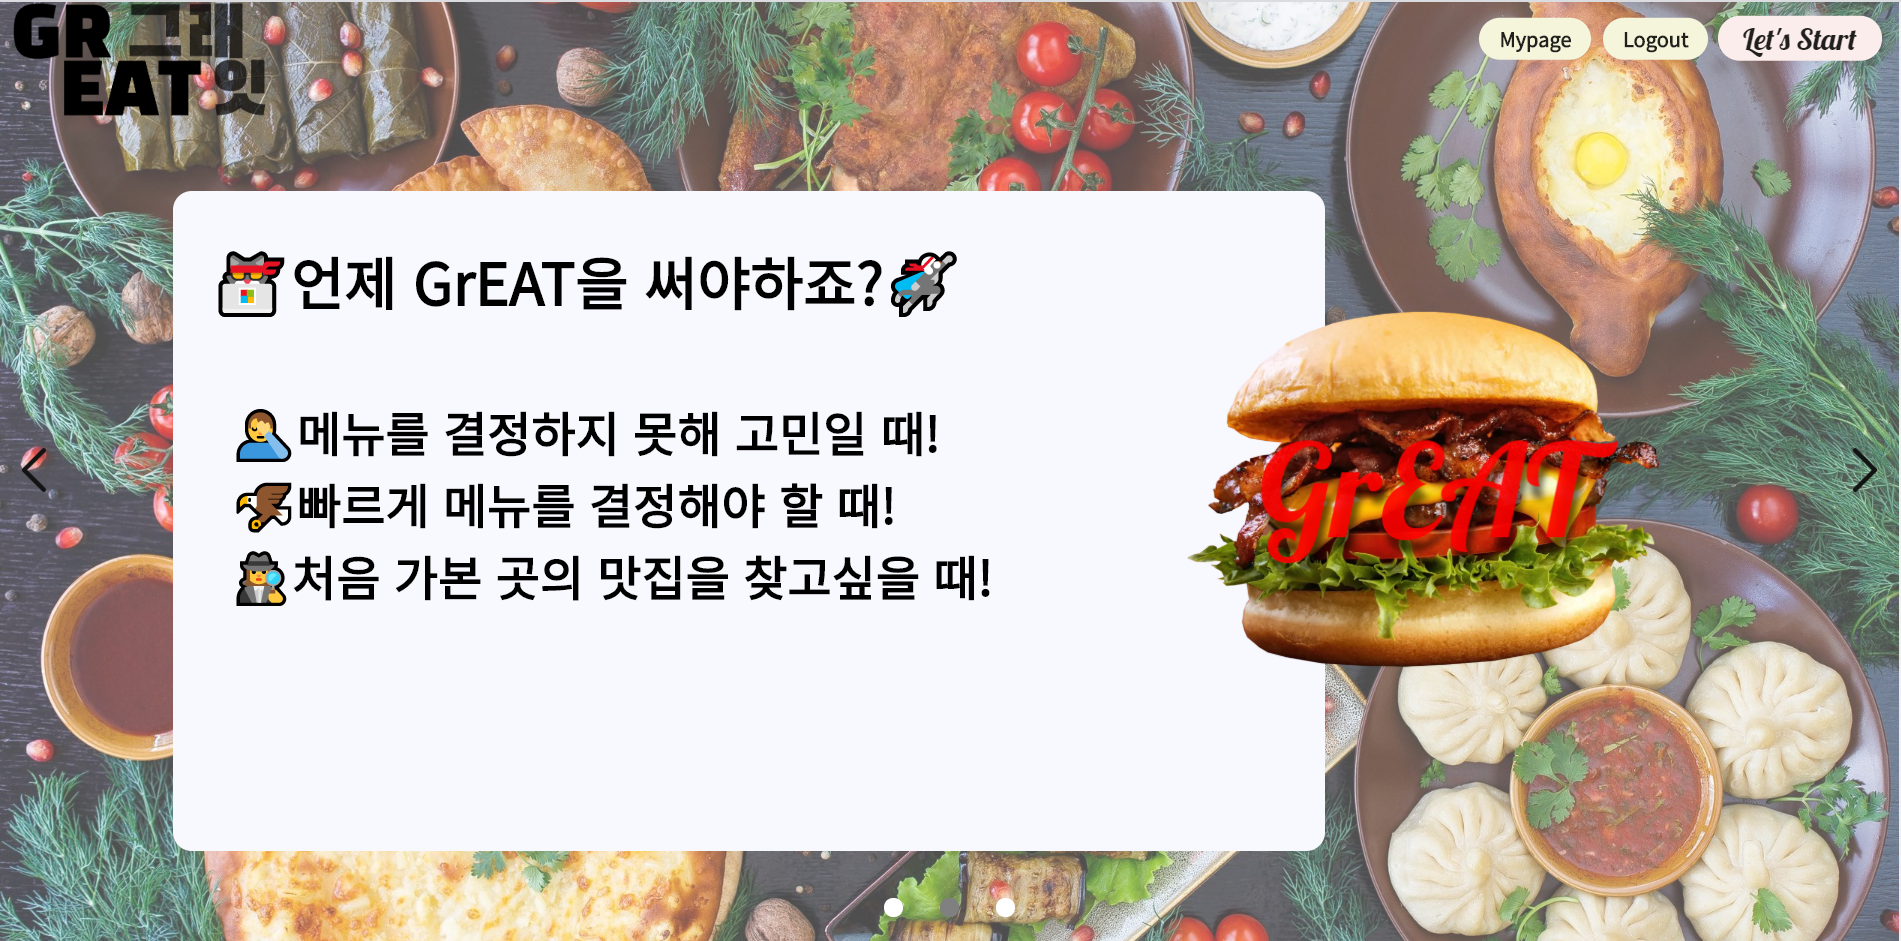 GR 그래
EAT 잇
Mypage
Logout
Let's Start
언제 GrEAT을 써야하죠?
메뉴를 결정하지 못해 고민일 때!
빠르게 메뉴를 결정해야 할 때!
처음 가본 곳의 맛집을 찾고싶을 때!
GrEAT